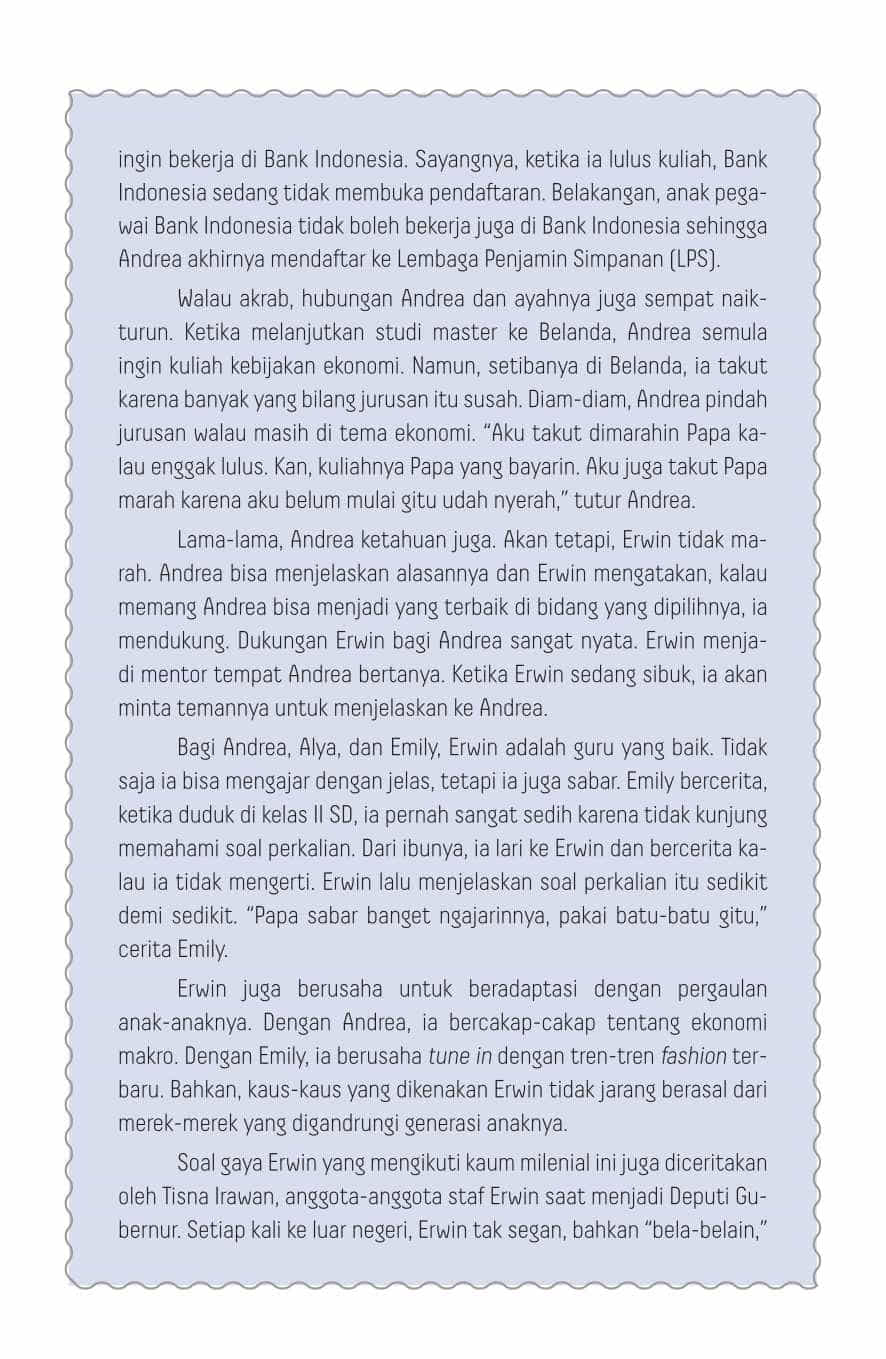 ingin bekerja di Bank Indonesia. Sayangnya, ketika ia lulus kuliah, Bank
Indonesia sedang tidak membuka pendaftaran. Belakangan, anak pega-
wai Bank Indonesia tidak boleh bekerja juga di Bank Indonesia sehingga
Andrea akhirnya mendaftar ke Lembaga Penjamin Simpanan (LPS).
Walau akrab, hubungan Andrea dan ayahnya juga sempat naik-
turun. Ketika melanjutkan studi master ke Belanda, Andrea semula
ingin kuliah kebijakan ekonomi. Namun, setibanya di Belanda, ia takut
karena banyak yang bilang jurusan itu susah. Diam-diam, Andrea pindah
jurusan walau masih di tema ekonomi. “Aku takut dimarahin Papa ka-
lau enggak lulus. Kan, kuliahnya Papa yang bayarin. Aku juga takut Papa
marah karena aku belum mulai gitu udah nyerah,” tutur Andrea.
Lama-lama, Andrea ketahuan juga. Akan tetapi, Erwin tidak ma-
rah. Andrea bisa menjelaskan alasannya dan Erwin mengatakan, kalau
memang Andrea bisa menjadi yang terbaik di bidang yang dipilihnya, ia
mendukung. Dukungan Erwin bagi Andrea sangat nyata. Erwin menja-
di mentor tempat Andrea bertanya. Ketika Erwin sedang sibuk, ia akan
minta temannya untuk menjelaskan ke Andrea.
Bagi Andrea, Alya, dan Emily, Erwin adalah guru yang baik. Tidak
saja ia bisa mengajar dengan jelas, tetapi ia juga sabar. Emily bercerita,
ketika duduk di kelas II SD, ia pernah sangat sedih karena tidak kunjung
memahami soal perkalian. Dari ibunya, ia lari ke Erwin dan bercerita ka-
lau ia tidak mengerti. Erwin lalu menjelaskan soal perkalian itu sedikit
demi sedikit. “Papa sabar banget ngajarinnya, pakai batu-batu gitu,”
cerita Emily.
Erwin juga berusaha untuk beradaptasi dengan pergaulan
anak-anaknya. Dengan Andrea, ia bercakap-cakap tentang ekonomi
makro. Dengan Emily, ia berusaha tune in dengan tren-tren fashion ter-
baru. Bahkan, kaus-kaus yang dikenakan Erwin tidak jarang berasal dari
merek-merek yang digandrungi generasi anaknya.
Soal gaya Erwin yang mengikuti kaum milenial ini juga diceritakan
oleh Tisna Irawan, anggota-anggota staf Erwin saat menjadi Deputi Gu-
bernur. Setiap kali ke luar negeri, Erwin tak segan, bahkan “bela-belain,”